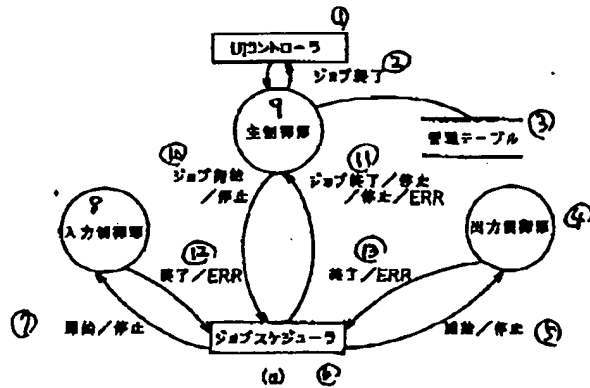 ①
UIコントローラ
ジョブ終了 ②
9
主制御部
③
管理テーブル
⑩
ジョブ開始
/停止
⑪
ジョブ終了/停止
/停止/ERR
8
入力制御部
④
出力制御部
⑫
終了/ERR
⑬
終了/ERR
⑦ 開始/停止
開始/停止 ⑤
ジョブスケジューラ
(a) ⑥